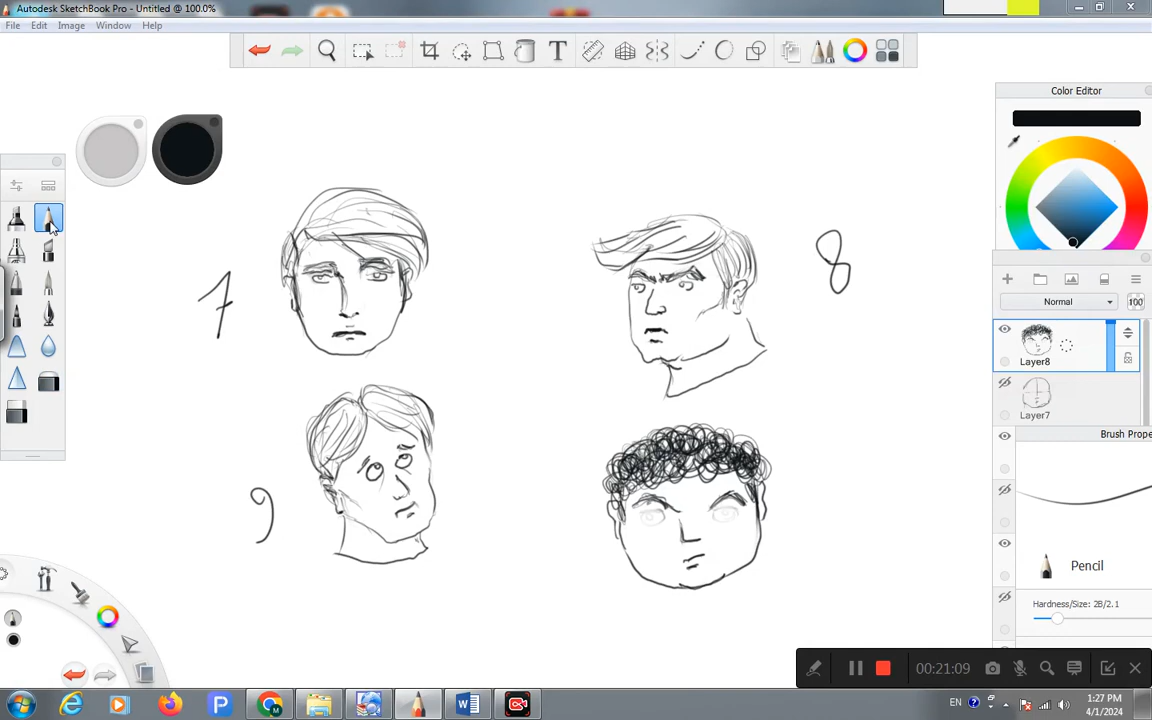 Autodesk SketchBook Pro - Untitled @ 100.0%
File Edit Image Window Help
T
Color Editor
Normal
100
Layer8
Layer7
Brush Prope
Pencil
Hardness/Size: 2B/2.1
7
8
9
00:21:09
P
W
EN
1:27 PM
4/1/2024